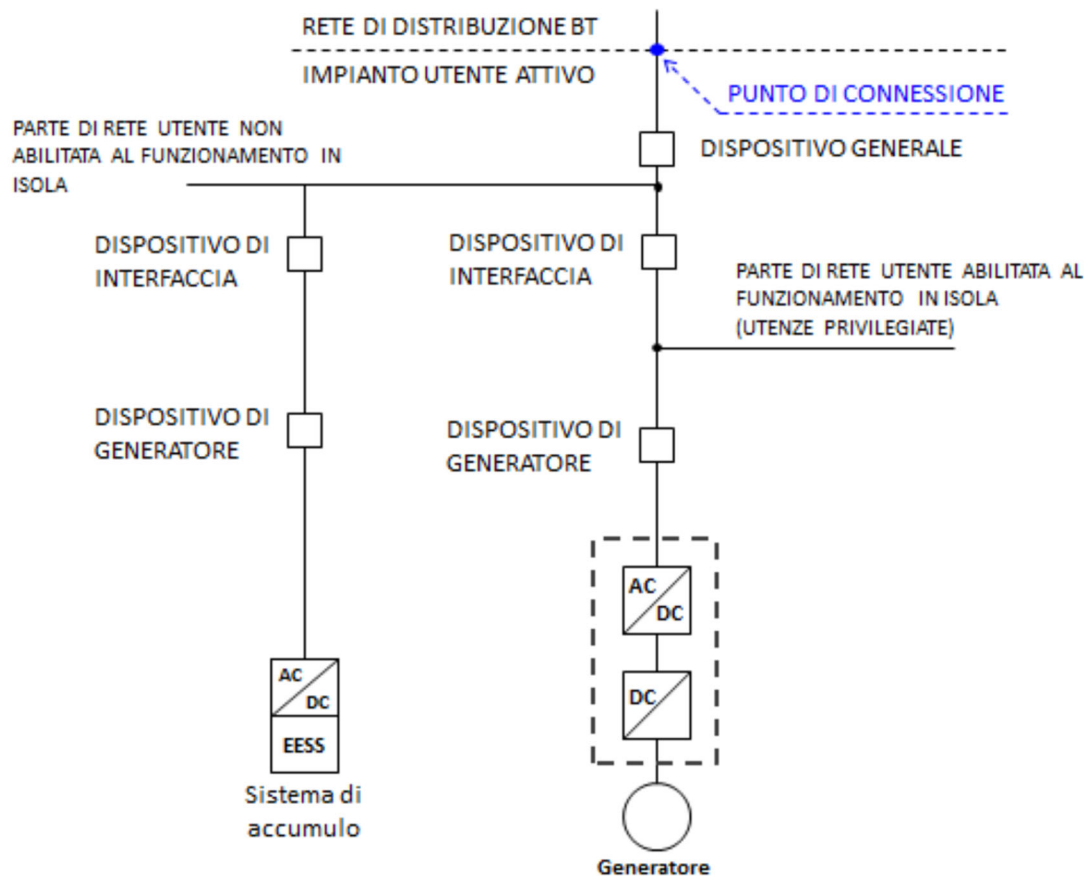 RETE DI DISTRIBUZIONE BT
IMPIANTO UTENTE ATTIVO
PUNTO DI CONNESSIONE
PARTE DI RETE UTENTE NON
ABILITATA AL FUNZIONAMENTO IN
ISOLA
DISPOSITIVO GENERALE
DISPOSITIVO DI
INTERFACCIA
DISPOSITIVO DI
INTERFACCIA
PARTE DI RETE UTENTE ABILITATA AL
FUNZIONAMENTO IN ISOLA
(UTENZE PRIVILEGIATE)
DISPOSITIVO DI
GENERATORE
DISPOSITIVO DI
GENERATORE
AC
DC
DC
AC
DC
EESS
Sistema di
accumulo
Generatore